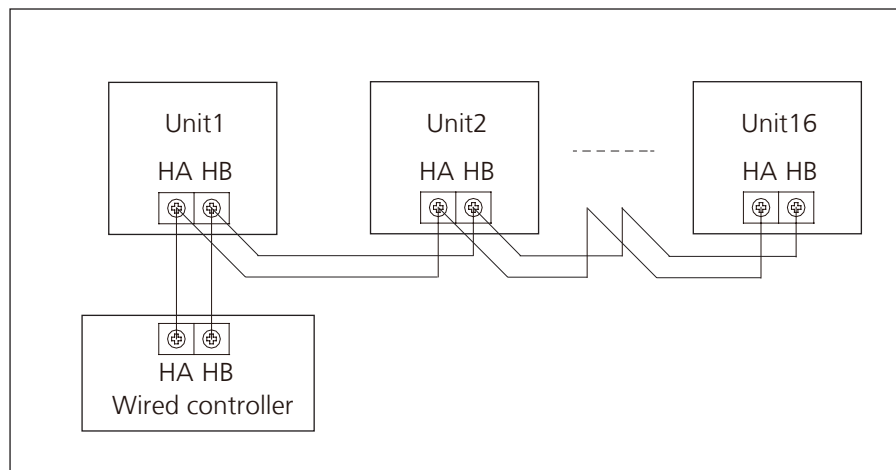 Unit1
HA HB
Unit2
HA HB
Unit16
HA HB
HA HB
Wired controller